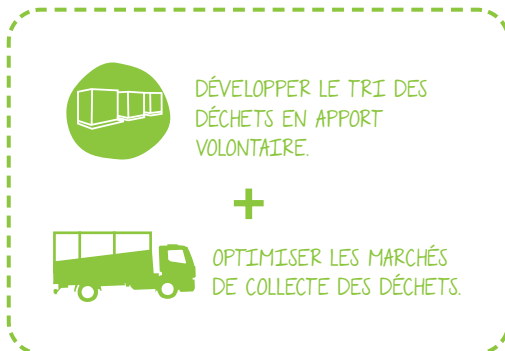 DÉVELOPPER LE TRI DES
DÉCHETS EN APPORT
VOLONTAIRE.
+
OPTIMISER LES MARCHÉS
DE COLLECTE DES DÉCHETS.